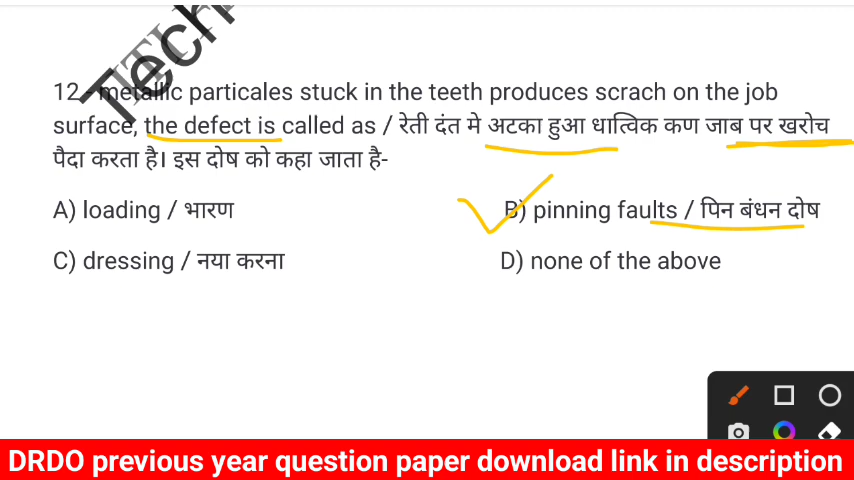 Tech
12 - metallic particales stuck in the teeth produces scrach on the job
surface, the defect is called as / रेती दंत मे अटका हुआ धात्विक कण जाब पर खरोच
पैदा करता है। इस दोष को कहा जाता है-
A) loading / भारण
B) pinning faults / पिन बंधन दोष
C) dressing / नया करना
D) none of the above
DRDO previous year question paper download link in description